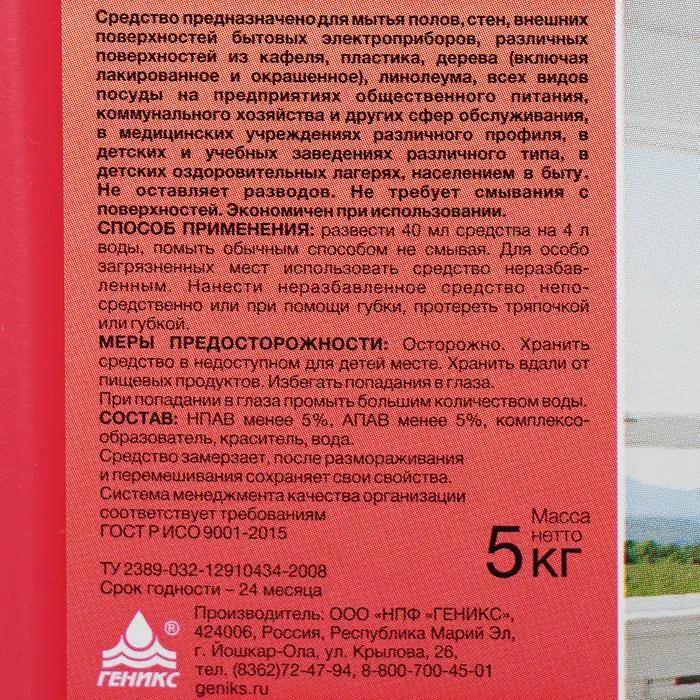 Средство предназначено для мытья полов, стен, внешних
поверхностей бытовых электроприборов, различных
поверхностей из кафеля, пластика, дерева (включая
лакированное и окрашенное), линолеума, всех видов
посуды на предприятиях общественного питания,
коммунального хозяйства и других сфер обслуживания,
в медицинских учреждениях различного профиля, в
детских и учебных заведениях различного типа, в
детских оздоровительных лагерях, населением в быту.
Не оставляет разводов. Не требует смывания с
поверхностей. Экономичен при использовании.
СПОСОБ ПРИМЕНЕНИЯ: развести 40 мл средства на 4 л
воды, помыть обычным способом не смывая. Для особо
загрязненных мест использовать средство неразбав-
ленным. Нанести неразбавленное средство непо-
средственно или при помощи губки, протереть тряпочкой
или губкой.
МЕРЫ ПРЕДОСТОРОЖНОСТИ: Осторожно. Хранить
средство в недоступном для детей месте. Хранить вдали от
пищевых продуктов. Избегать попадания в глаза.
При попадании в глаза промыть большим количеством воды.
СОСТАВ: НПАВ менее 5%, АПАВ менее 5%, комплексо-
образователь, краситель, вода.
Средство замерзает, после размораживания
и перемешивания сохраняет свои свойства.
Система менеджмента качества организации
соответствует требованиям
ГОСТ Р ИСО 9001-2015
Масса
нетто
5 кг
ТУ 2389-032-12910434-2008
Срок годности – 24 месяца
Производитель: ООО «НПФ «ГЕНИКС»,
424006, Россия, Республика Марий Эл,
г. Йошкар-Ола, ул. Крылова, 26,
тел. (8362)72-47-94, 8-800-700-45-01
geniks.ru
®
ГЕНИКС